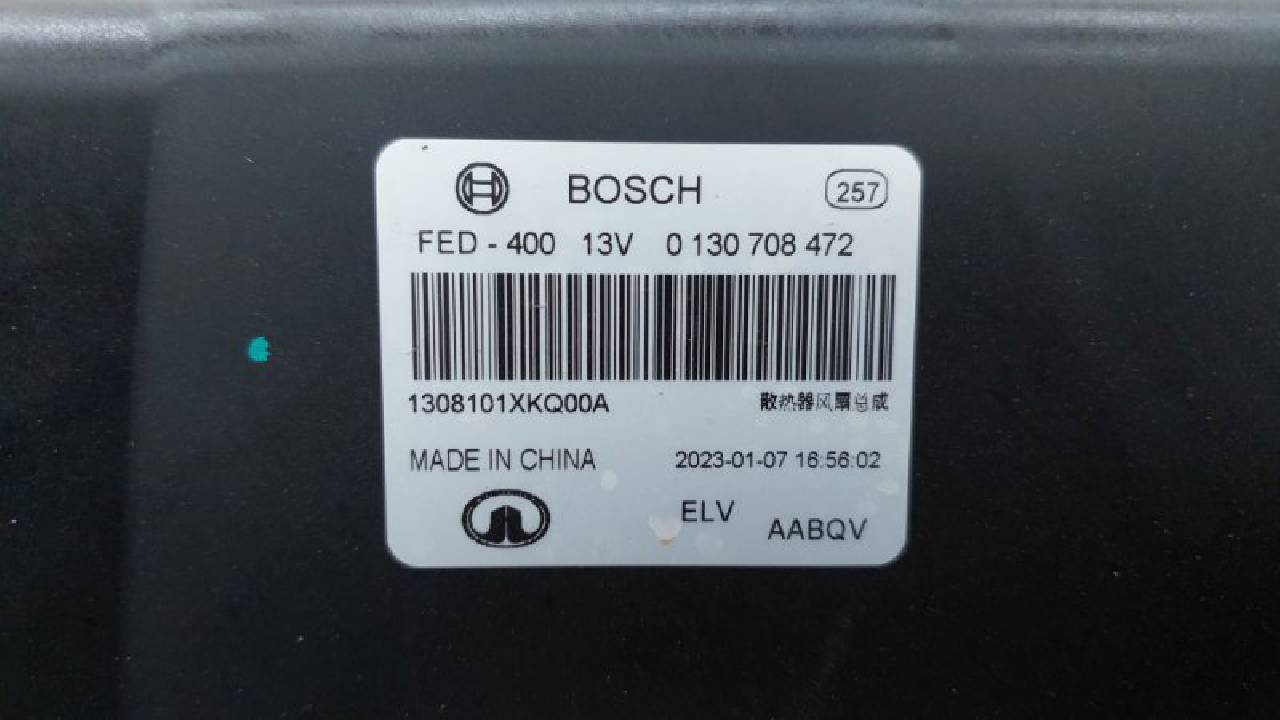 BOSCH 257
FED - 400 13V 0 130 708 472
1308101XKQ00A 散热器风扇总成
MADE IN CHINA 2023-01-07 16:56:02
ELV
AABQV